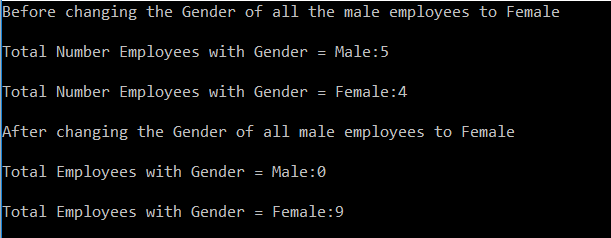 Before changing the Gender of all the male employees to Female
Total Number Employees with Gender = Male:5
Total Number Employees with Gender = Female:4
After changing the Gender of all male employees to Female
Total Employees with Gender = Male:0
Total Employees with Gender = Female:9